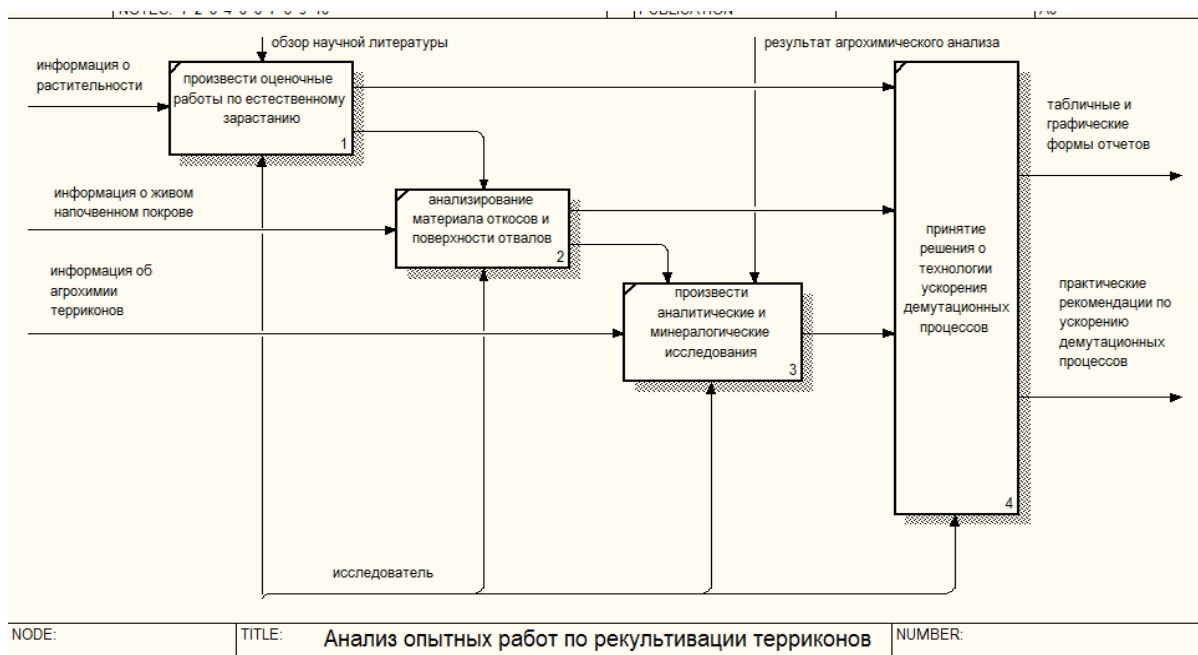 обзор научной литературы
результат агрохимического анализа
информация о
растительности
произвести оценочные
работы по естественному
зарастанию
1
табличные и
графические
формы отчетов
информация о живом
напочвенном покрове
анализирование
материала откосов и
поверхности отвалов
2
принятие
решения о
технологии
ускорения
демутационных
процессов
4
информация об
агрохимии
терриконов
произвести
аналитические и
минералогические
исследования
3
практические
рекомендации по
ускорению
демутационных
процессов
исследователь
NODE:
TITLE:
Анализ опытных работ по рекультивации терриконов
NUMBER: